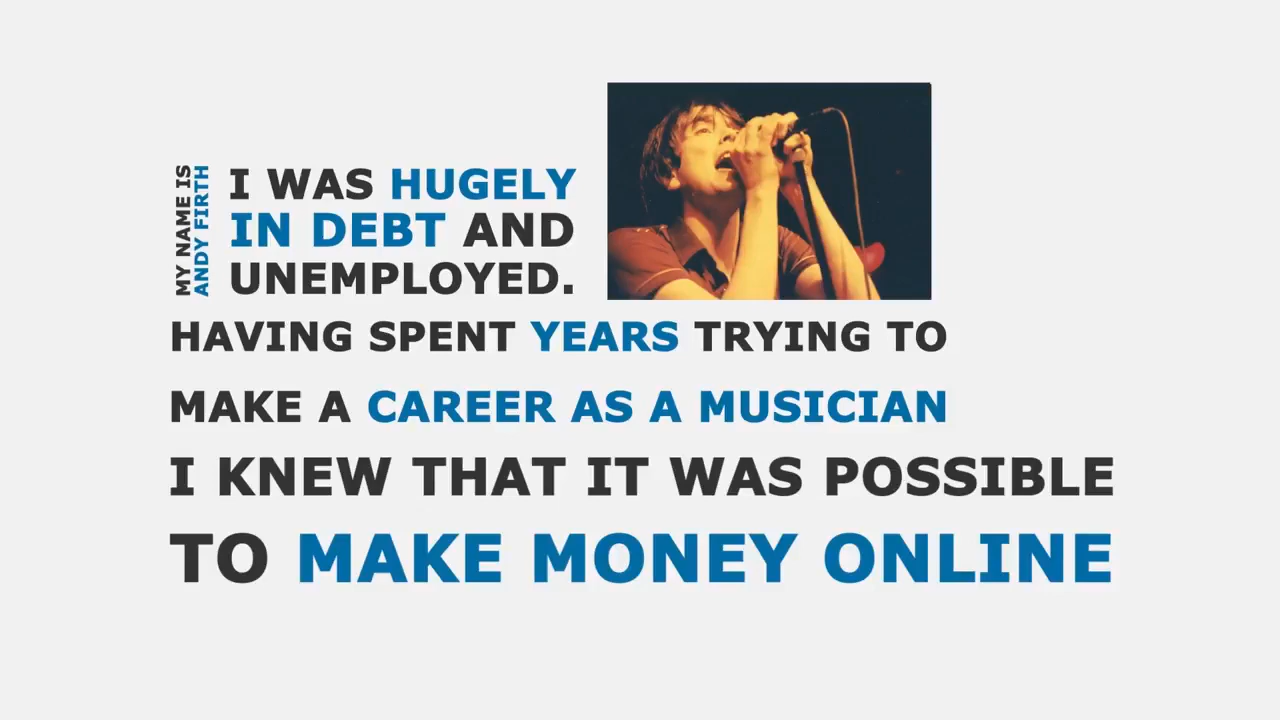 MY NAME IS
ANDY FIRTH
I WAS HUGELY
IN DEBT AND
UNEMPLOYED.
HAVING SPENT YEARS TRYING TO
MAKE A CAREER AS A MUSICIAN
I KNEW THAT IT WAS POSSIBLE
TO MAKE MONEY ONLINE